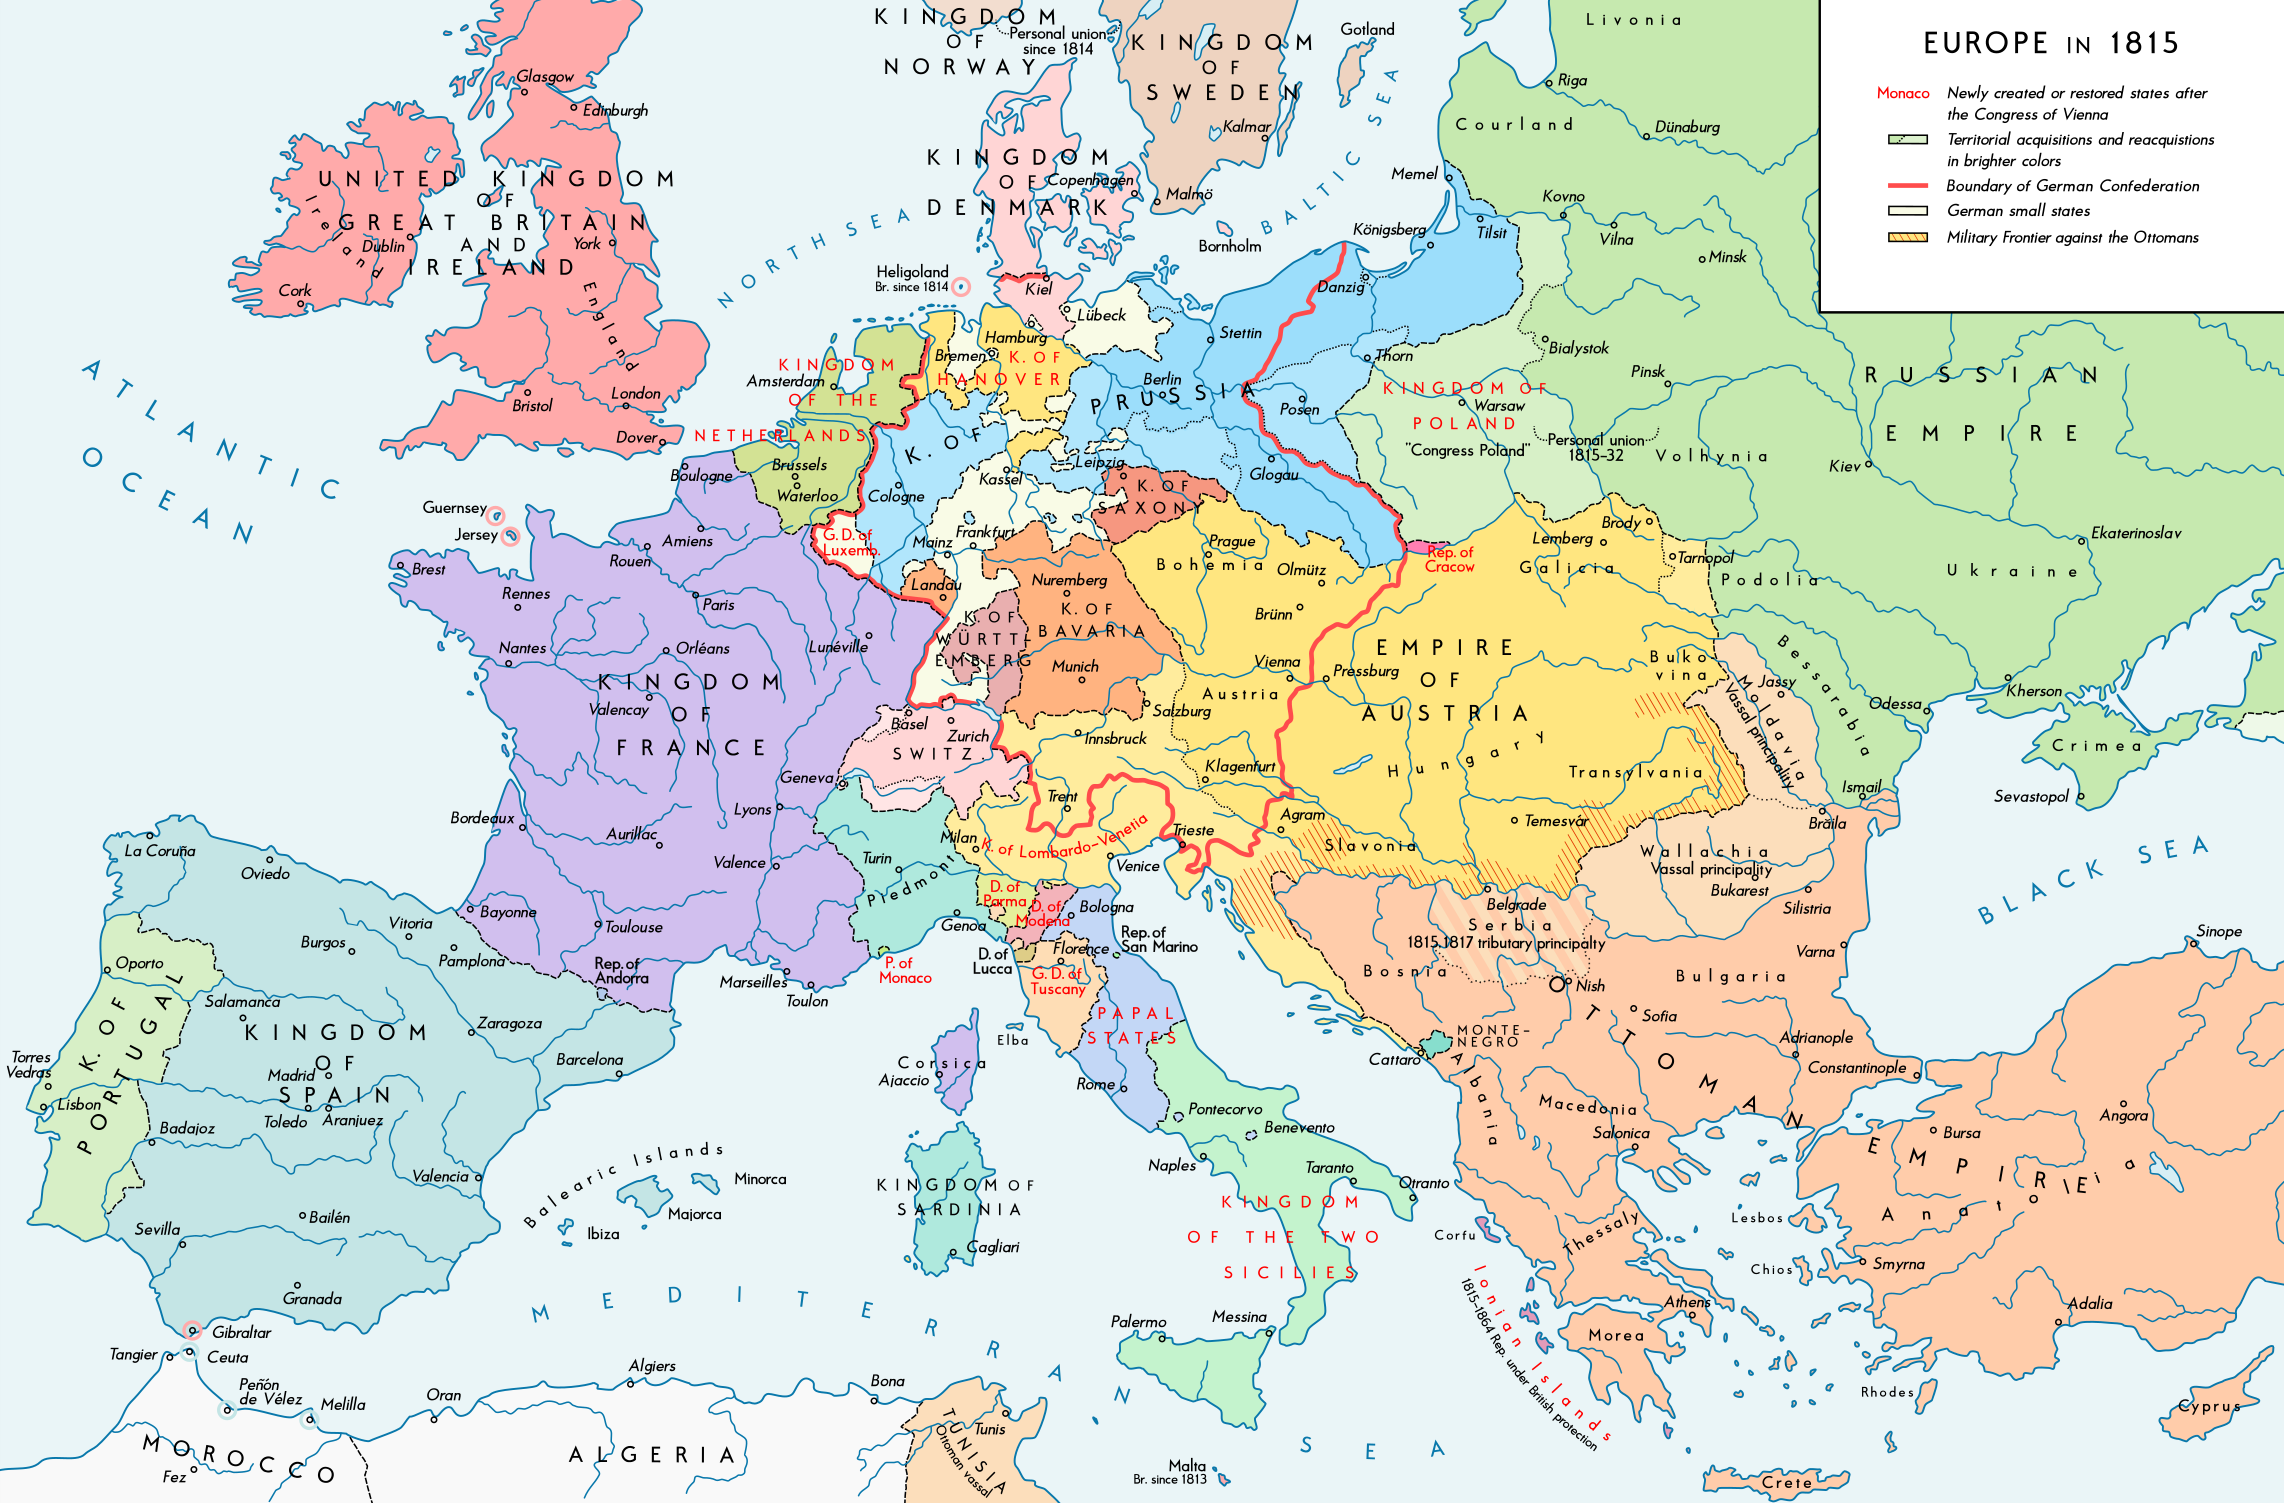 EUROPE IN 1815
Monaco
Newly created or restored states after
the Congress of Vienna
Territorial acquisitions and reacquistions
in brighter colors
Boundary of German Confederation
German small states
Military Frontier against the Ottomans
KINGDOM
OF
NORWAY
Personal union
since 1814
KINGDOM
OF
SWEDEN
Gotland
Kalmar
Malmö
Livonia
Riga
Courland
Dünaburg
Memel
Kovno
Vilna
Minsk
Tilsit
Königsberg
BALTIC SEA
Bornholm
Glasgow
Edinburgh
UNITED KINGDOM
OF
GREAT BRITAIN
AND
IRELAND
Ireland
Dublin
York
Cork
England
London
Bristol
Dover
NORTH SEA
KINGDOM
OF
DENMARK
Copenhagen
Heligoland
Br. since 1814
Kiel
Lübeck
Hamburg
Bremen
K. OF
HANOVER
Danzig
Stettin
Thorn
Bialystok
Pinsk
Berlin
K. OF PRUSSIA
Posen
KINGDOM OF
POLAND
Warsaw
"Congress Poland"
Personal union
1815-32
Volhynia
Kiev
RUSSIAN
EMPIRE
KINGDOM
OF THE
NETHERLANDS
Amsterdam
Brussels
Waterloo
Boulogne
Cologne
Kassel
Leipzig
Glogau
K. OF
SAXONY
G.D. of
Luxemb.
Frankfurt
Mainz
Landau
Nuremberg
K. OF
BAVARIA
Munich
K. OF
WÜRTT-
EMBERG
Prague
Bohemia
Olmütz
Brünn
Rep. of
Cracow
Brody
Lemberg
Galicia
Tarnopol
Podolia
Ukraine
Ekaterinoslav
Kherson
Odessa
Bessarabia
Crimea
Sevastopol
Ismail
ATLANTIC
OCEAN
Guernsey
Jersey
Brest
Rennes
Nantes
Amiens
Rouen
Paris
Orléans
Lunéville
KINGDOM
OF
FRANCE
Valencay
Bordeaux
Aurillac
Lyons
Valence
Bayonne
Toulouse
Marseilles
Toulon
Geneva
Basel
Zurich
SWITZ.
Vienna
Pressburg
EMPIRE
OF
AUSTRIA
Austria
Salzburg
Innsbruck
Klagenfurt
Trent
Trieste
Agram
Hungary
Transylvania
Temesvár
Slavonia
Buko-
vina
Jassy
Moldavia
Vassal principality
Brăila
Wallachia
Vassal principality
Bukarest
Silistria
Varna
BLACK SEA
Milan
K. of Lombardo-Venetia
Venice
Turin
Piedmont
Genoa
D. of
Parma
D. of
Modena
Bologna
Rep. of
San Marino
P. of
Monaco
D. of
Lucca
Florence
G.D. of
Tuscany
PAPAL
STATES
Elba
Rome
Pontecorvo
Benevento
Naples
Taranto
Otranto
KINGDOM
OF THE TWO
SICILIES
Palermo
Messina
Malta
Br. since 1813
Corsica
Ajaccio
KINGDOM OF
SARDINIA
Cagliari
La Coruña
Oviedo
Vitoria
Burgos
Pamplona
Rep. of
Andorra
Oporto
K. OF
PORTUGAL
Torres
Vedras
Lisbon
Salamanca
KINGDOM
OF
SPAIN
Zaragoza
Barcelona
Madrid
Toledo
Aranjuez
Badajoz
Valencia
Balearic Islands
Minorca
Majorca
Ibiza
Bailén
Sevilla
Granada
Gibraltar
Tangier
Ceuta
Peñón
de Vélez
Melilla
Oran
Algiers
Bona
MOROCCO
Fez
ALGERIA
TUNISIA
Ottoman vassal
Tunis
MEDITERRANEAN
SEA
Belgrade
Serbia
1815 1817 tributary principalty
Bosnia
Nish
Bulgaria
Sofia
MONTE-
NEGRO
Cattaro
Albania
OTTOMAN
EMPIRE
Adrianople
Constantinople
Macedonia
Salonica
Thessaly
Corfu
Ionian Islands
1815-1864 Rep. under British protection
Athens
Morea
Lesbos
Chios
Smyrna
Bursa
Angora
Sinope
Anatolia
Adalia
Rhodes
Cyprus
Crete